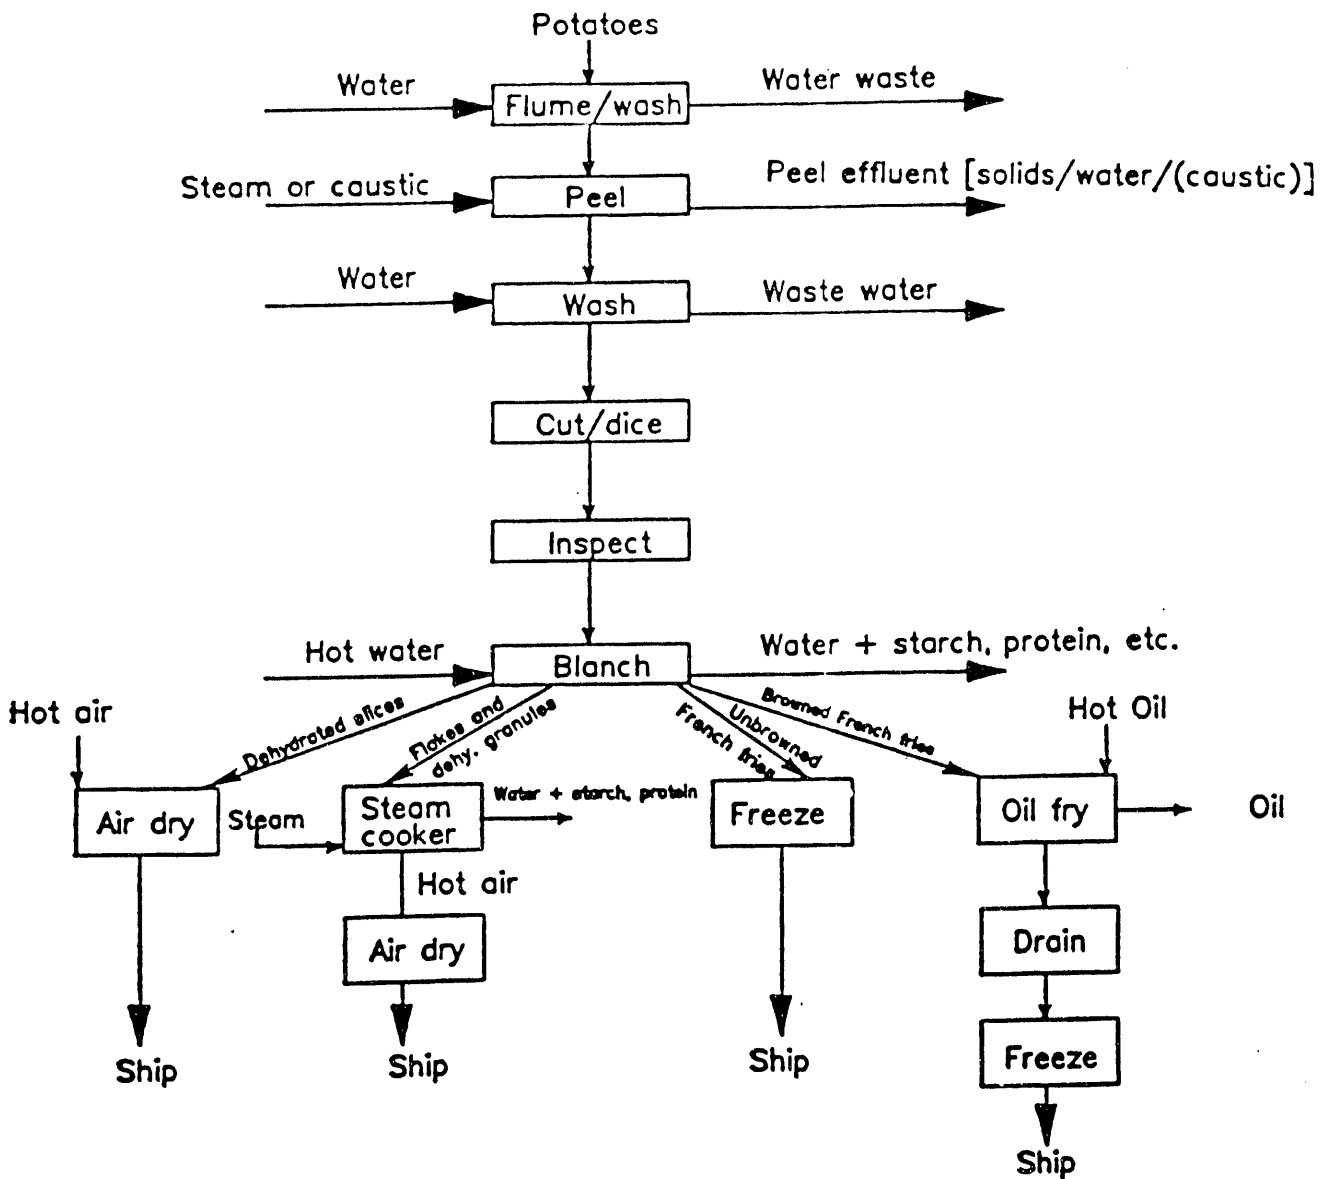 Potatoes
Water
Flume/wash
Water waste
Steam or caustic
Peel
Peel effluent [solids/water/(caustic)]
Water
Wash
Waste water
Cut/dice
Inspect
Hot water
Blanch
Water + starch, protein, etc.
Hot air
Dehydrated slices
Flakes and
dehy. granules
Unbrowned
French fries
Browned French fries
Hot Oil
Air dry
Steam
Steam
cooker
Water + starch, protein
Freeze
Oil fry
Oil
Hot air
Air dry
Drain
Freeze
Ship
Ship
Ship
Ship